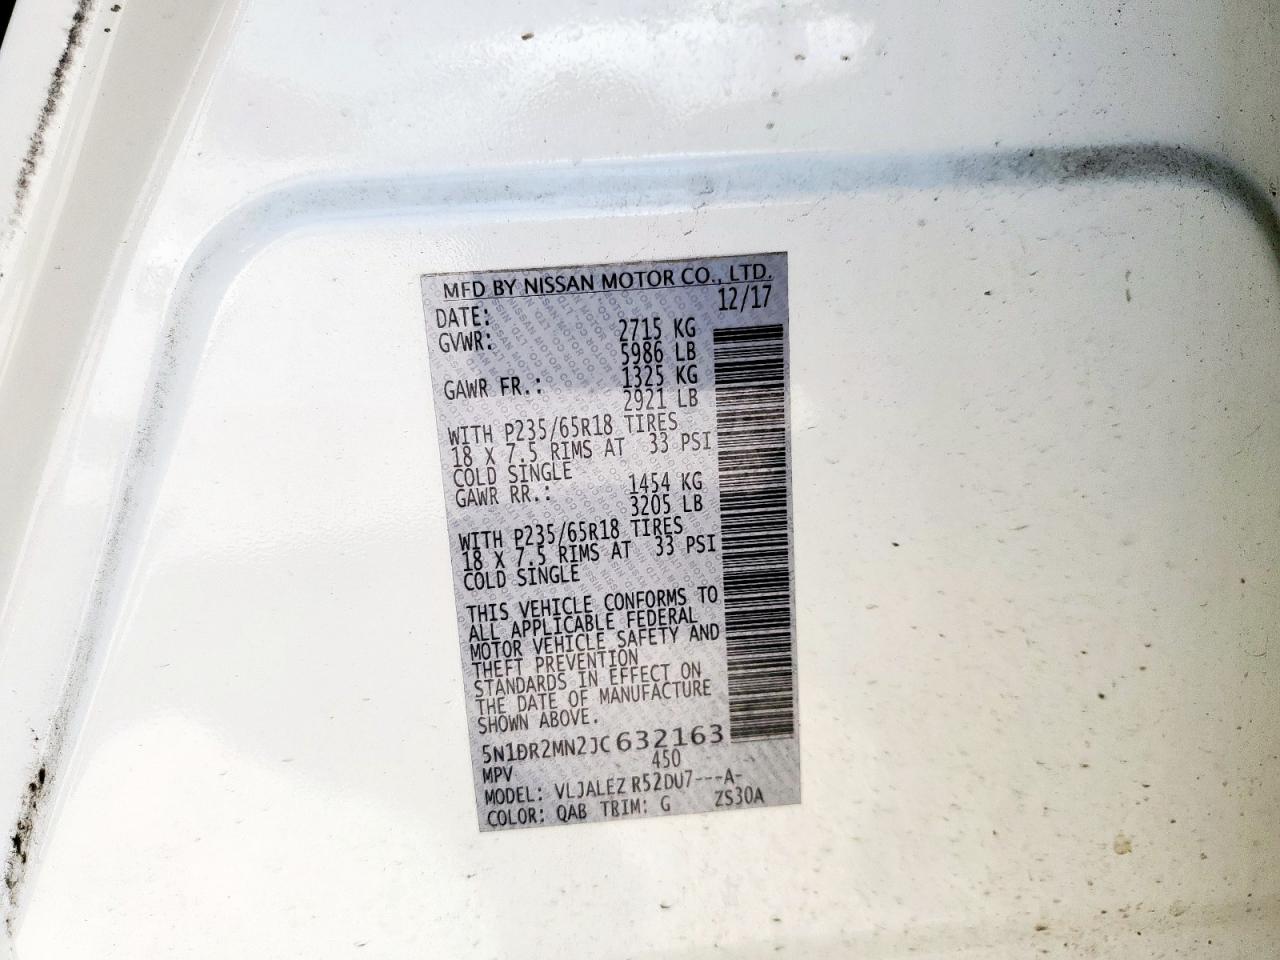 MFD BY NISSAN MOTOR CO., LTD.
DATE: 12/17
GVWR: 2715 KG
5986 LB
GAWR FR.: 1325 KG
2921 LB
WITH P235/65R18 TIRES
18 X 7.5 RIMS AT 33 PSI
COLD SINGLE
GAWR RR.: 1454 KG
3205 LB
WITH P235/65R18 TIRES
18 X 7.5 RIMS AT 33 PSI
COLD SINGLE
THIS VEHICLE CONFORMS TO
ALL APPLICABLE FEDERAL
MOTOR VEHICLE SAFETY AND
THEFT PREVENTION
STANDARDS IN EFFECT ON
THE DATE OF MANUFACTURE
SHOWN ABOVE.
5N1DR2MN2JC632163
MPV 450
MODEL: VLJALEZ R52DU7---A-
COLOR: QAB TRIM: G ZS30A